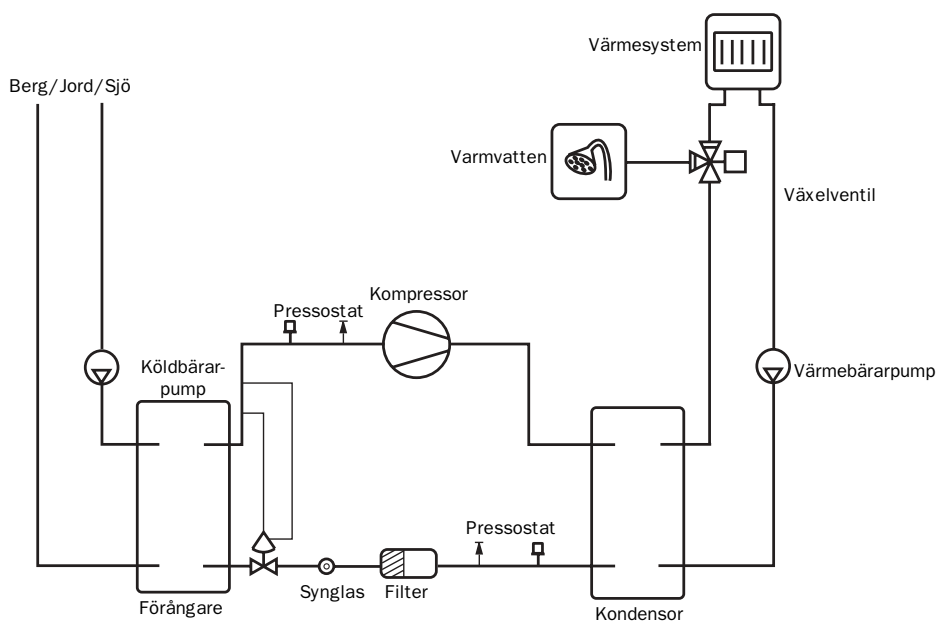 Värmesystem
Berg/Jord/Sjö
Varmvatten
Växelventil
Kompressor
Pressostat
Köldbärar-
pump
Värmebärarpump
Pressostat
Synglas
Filter
Förångare
Kondensor